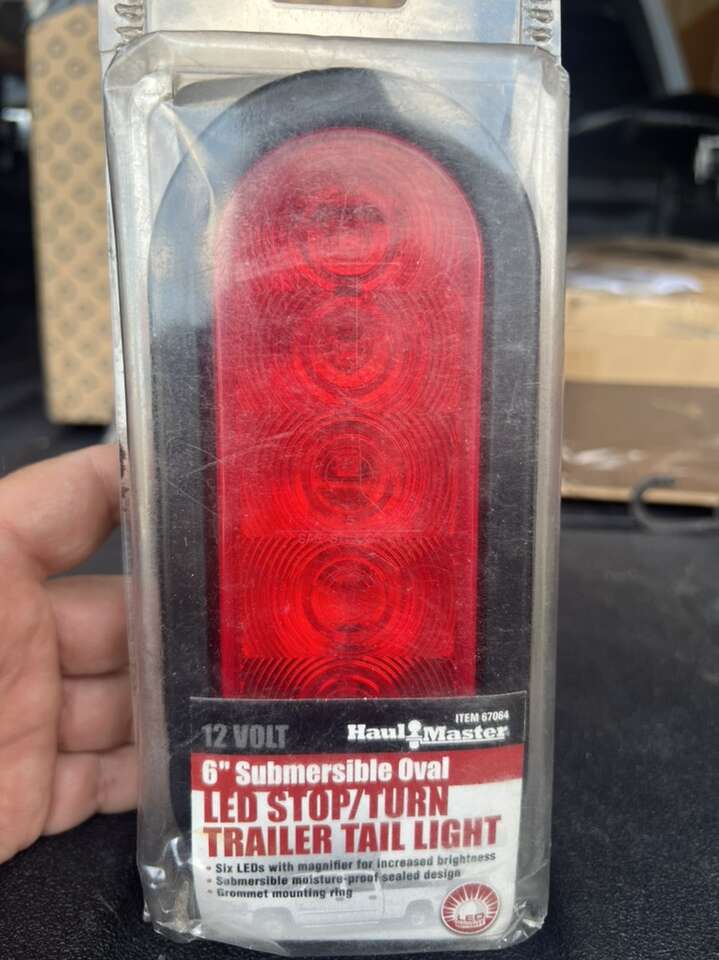 ITEM 67064
12 VOLT Haul Master
6" Submersible Oval
LED STOP/TURN
TRAILER TAIL LIGHT
• Six LEDs with magnifier for increased brightness
• Submersible moisture-proof sealed design
• Grommet mounting ring
LED